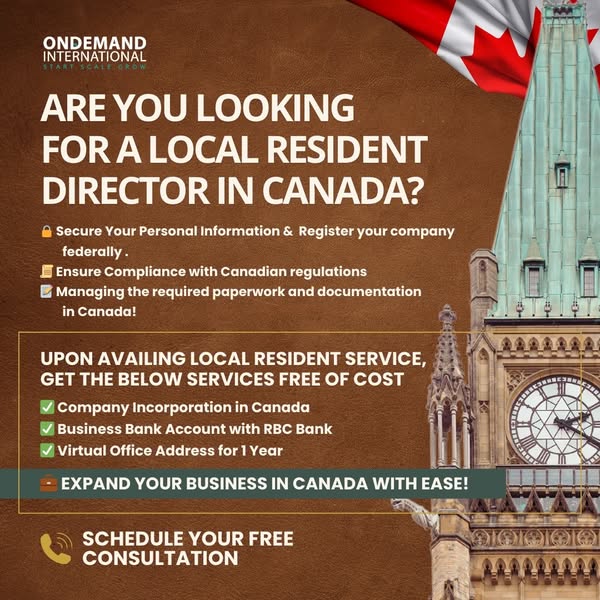 ONDEMAND
INTERNATIONAL
START SCALE GROW
ARE YOU LOOKING
FOR A LOCAL RESIDENT
DIRECTOR IN CANADA?
🔒 Secure Your Personal Information & Register your company
federally .
📜 Ensure Compliance with Canadian regulations
📝 Managing the required paperwork and documentation
in Canada!
UPON AVAILING LOCAL RESIDENT SERVICE,
GET THE BELOW SERVICES FREE OF COST
✅ Company Incorporation in Canada
✅ Business Bank Account with RBC Bank
✅ Virtual Office Address for 1 Year
💼 EXPAND YOUR BUSINESS IN CANADA WITH EASE!
SCHEDULE YOUR FREE
CONSULTATION